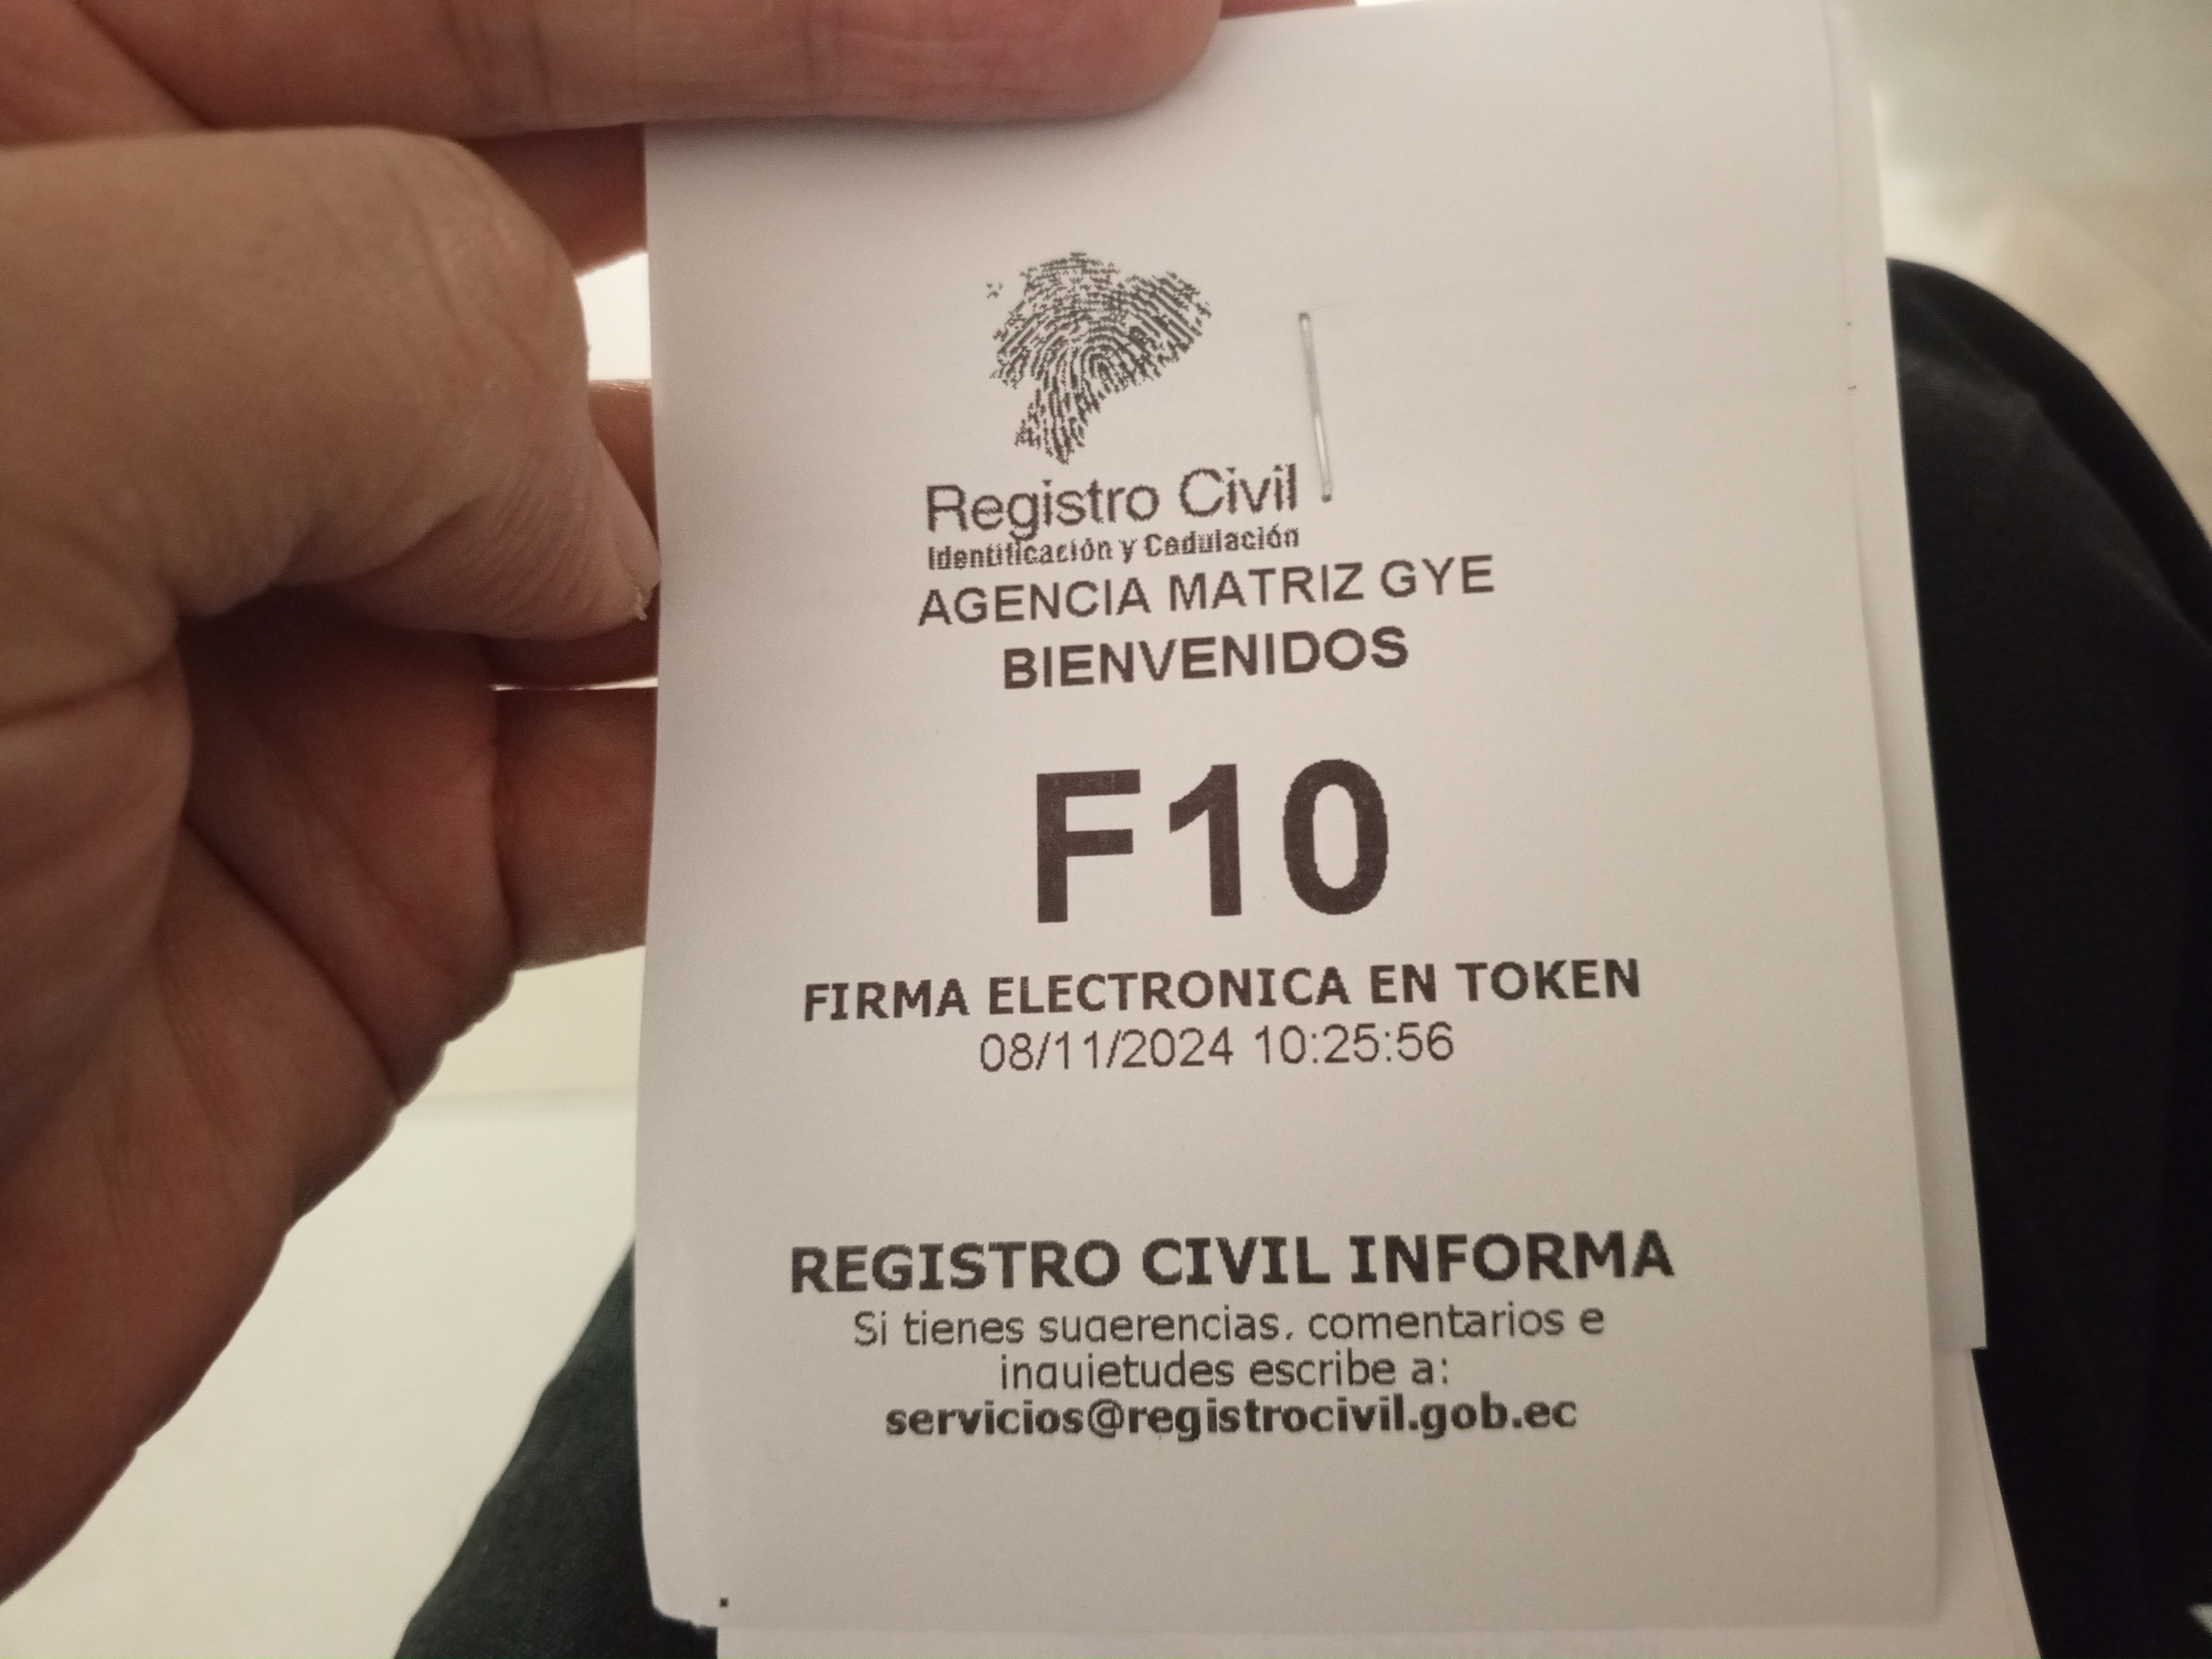 Registro Civil
Identificación y Cedulación
AGENCIA MATRIZ GYE
BIENVENIDOS
F10
FIRMA ELECTRONICA EN TOKEN
08/11/2024 10:25:56
REGISTRO CIVIL INFORMA
Si tienes sugerencias, comentarios e
inquietudes escribe a:
servicios@registrocivil.gob.ec